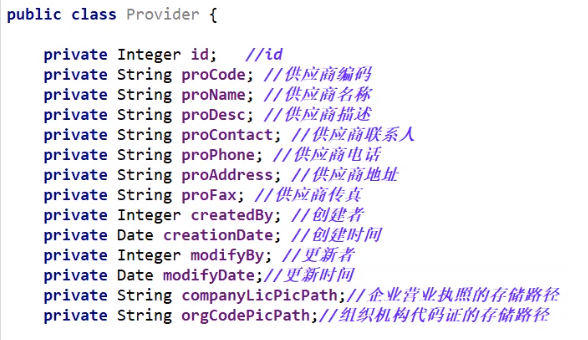 public class Provider {
private Integer id;   //id
private String proCode; //供应商编码
private String proName; //供应商名称
private String proDesc; //供应商描述
private String proContact; //供应商联系人
private String proPhone; //供应商电话
private String proAddress; //供应商地址
private String proFax; //供应商传真
private Integer createdBy; //创建者
private Date creationDate; //创建时间
private Integer modifyBy; //更新者
private Date modifyDate;//更新时间
private String companyLicPicPath;//企业营业执照的存储路径
private String orgCodePicPath;//组织机构代码证的存储路径